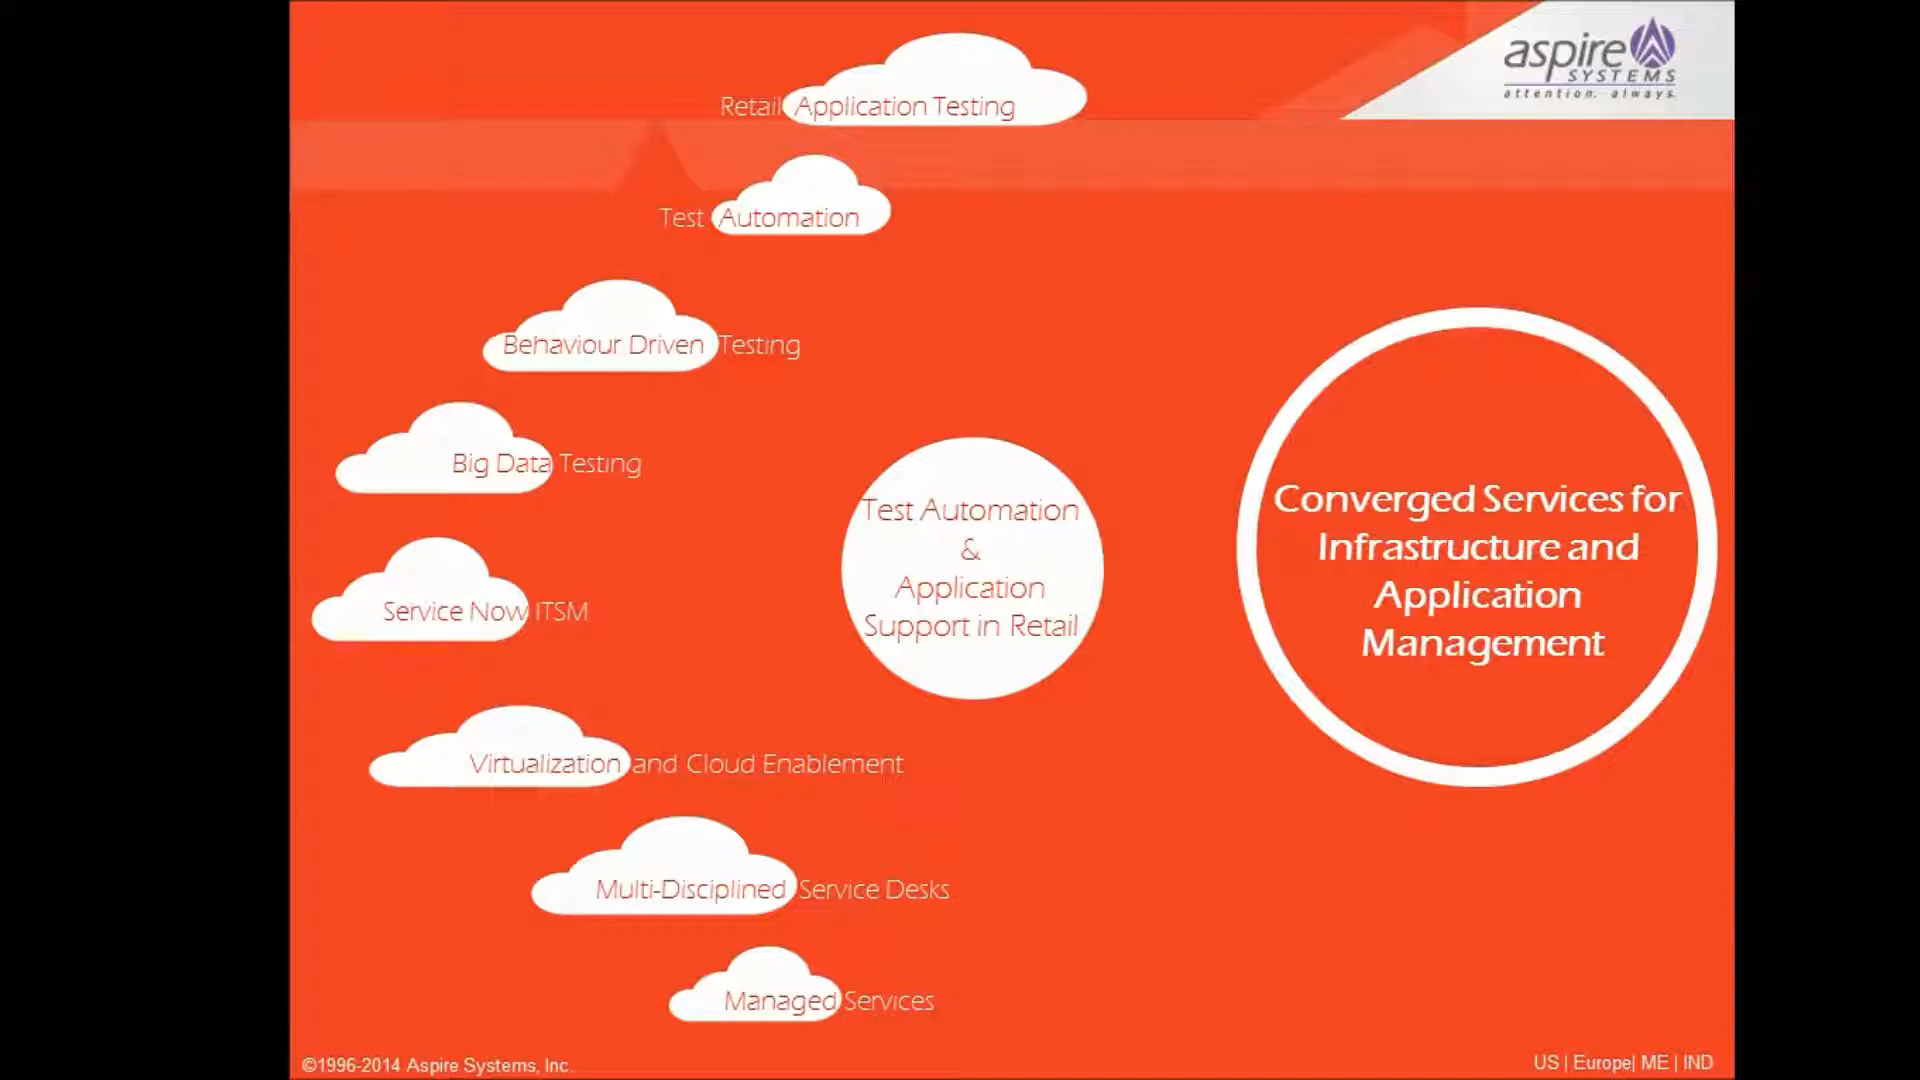 aspire
SYSTEMS
attention. always.
Retail Application Testing
Test Automation
Behaviour Driven Testing
Big Data Testing
Service Now ITSM
Virtualization and Cloud Enablement
Multi-Disciplined Service Desks
Managed Services
Test Automation
&
Application
Support in Retail
Converged Services for
Infrastructure and
Application
Management
©1996-2014 Aspire Systems, Inc.
US | Europe| ME | IND